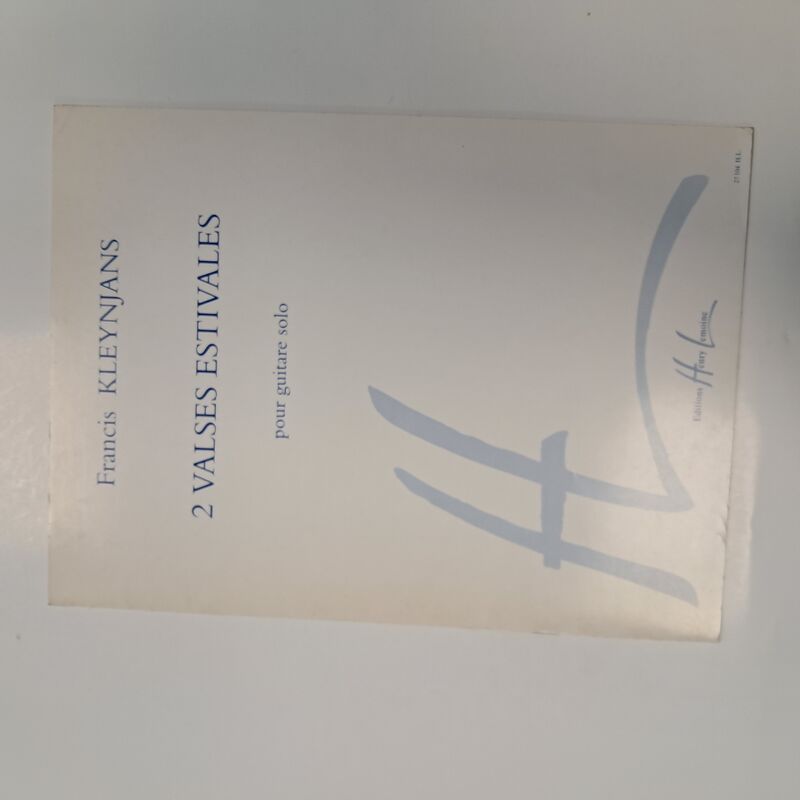 Francis KLEYNJANS
2 VALSES ESTIVALES
pour guitare solo
Editions Henry Lemoine